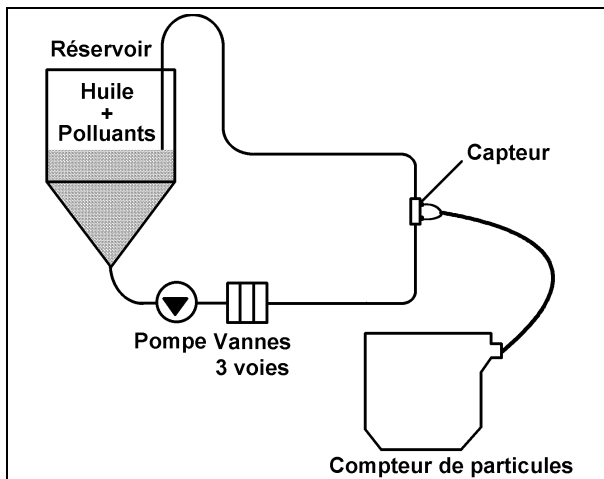 Réservoir
Huile
+
Polluants
Capteur
Pompe Vannes
3 voies
Compteur de particules